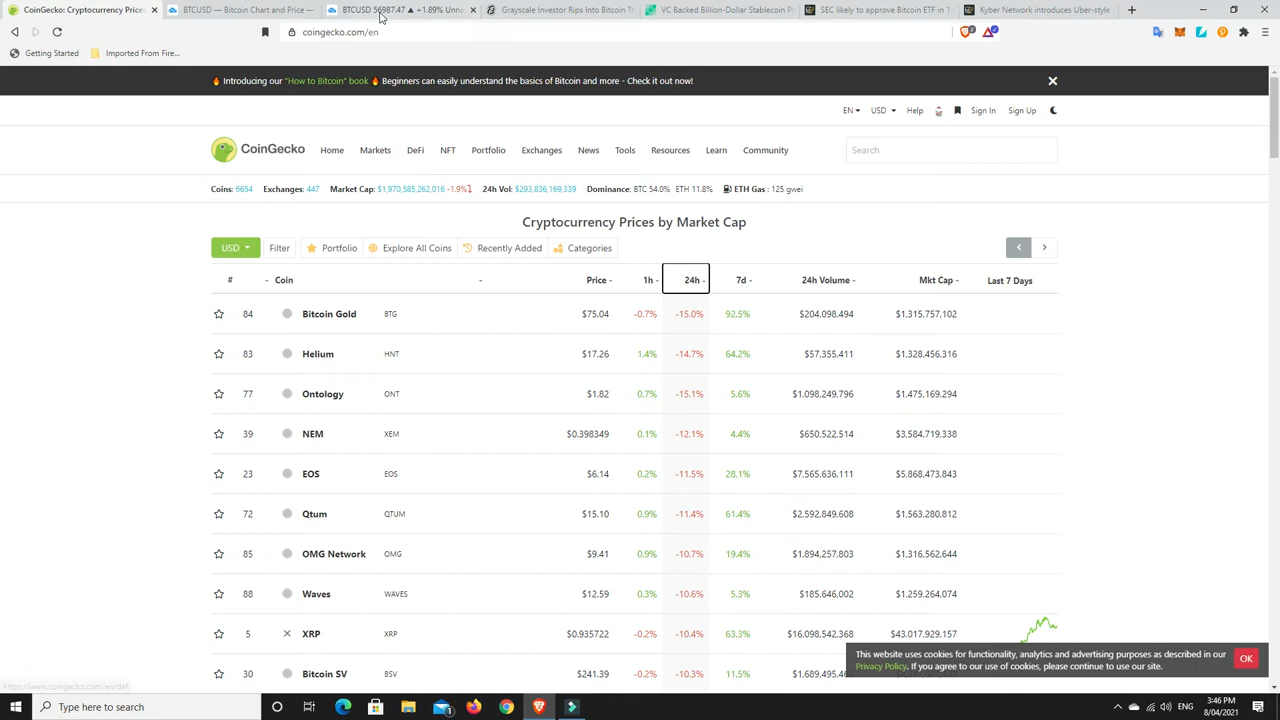 CoinGecko: Cryptocurrency Prices
BTCUSD — Bitcoin Chart and Price —
BTCUSD 56987.47 ▲ +1.89% Unna
Grayscale Investor Rips Into Bitcoin Tr
VC Backed Billion-Dollar Stablecoin P
SEC likely to approve Bitcoin ETF in 1-
Kyber Network introduces Uber-style
coingecko.com/en
Getting Started
Imported From Fire...
Introducing our "How to Bitcoin" book Beginners can easily understand the basics of Bitcoin and more - Check it out now!
EN USD Help Sign In Sign Up
CoinGecko
Home Markets DeFi NFT Portfolio Exchanges News Tools Resources Learn Community
Search
Coins: 6654 Exchanges: 447 Market Cap: $1,970,585,262,016 -1.9% 24h Vol: $293,836,169,339 Dominance: BTC 54.0% ETH 11.8% ETH Gas : 125 gwei
Cryptocurrency Prices by Market Cap
USD Filter Portfolio Explore All Coins Recently Added Categories
# Coin Price 1h 24h 7d 24h Volume Mkt Cap Last 7 Days
84 Bitcoin Gold BTG $75.04 -0.7% -15.0% 92.5% $204,098,494 $1,315,757,102
83 Helium HNT $17.26 1.4% -14.7% 64.2% $57,355,411 $1,328,456,316
77 Ontology ONT $1.82 0.7% -15.1% 5.6% $1,098,249,796 $1,475,169,294
39 NEM XEM $0.398349 0.1% -12.1% 4.4% $650,522,514 $3,584,719,338
23 EOS EOS $6.14 0.2% -11.5% 28.1% $7,565,636,111 $5,868,473,843
72 Qtum QTUM $15.10 0.9% -11.4% 61.4% $2,592,849,608 $1,563,280,812
85 OMG Network OMG $9.41 0.9% -10.7% 19.4% $1,894,257,803 $1,316,562,644
88 Waves WAVES $12.59 0.3% -10.6% 5.3% $185,646,002 $1,259,264,074
5 XRP XRP $0.935722 -0.2% -10.4% 63.3% $16,098,542,368 $43,017,929,157
30 Bitcoin SV BSV $241.39 -0.2% -10.3% 11.5% $1,689,495,46
This website uses cookies for functionality, analytics and advertising purposes as described in our
Privacy Policy. If you agree to our use of cookies, please continue to use our site.
OK
https://www.coingecko.com/en/defi
Type here to search
ENG
3:46 PM
8/04/2021